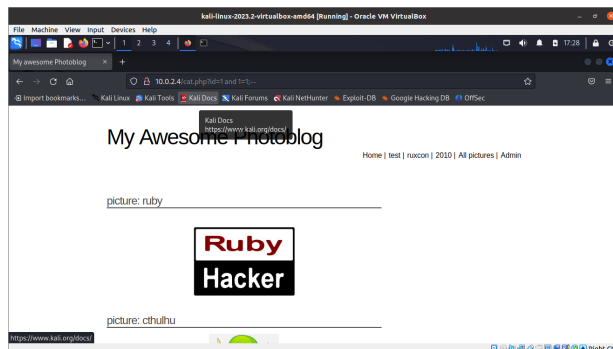 kali-linux-2023.2-virtualbox-amd64 [Running] - Oracle VM VirtualBox
File Machine View Input Devices Help
1 2 3 4 17:28
My awesome Photoblog
10.0.2.4/cat.php?id=1 and 1=1;--
Import bookmarks... Kali Linux Kali Tools Kali Docs Kali Forums Kali NetHunter Exploit-DB Google Hacking DB OffSec
Kali Docs
https://www.kali.org/docs/
My Awesome Photoblog
Home | test | ruxcon | 2010 | All pictures | Admin
picture: ruby
Ruby
Hacker
picture: cthulhu
https://www.kali.org/docs/